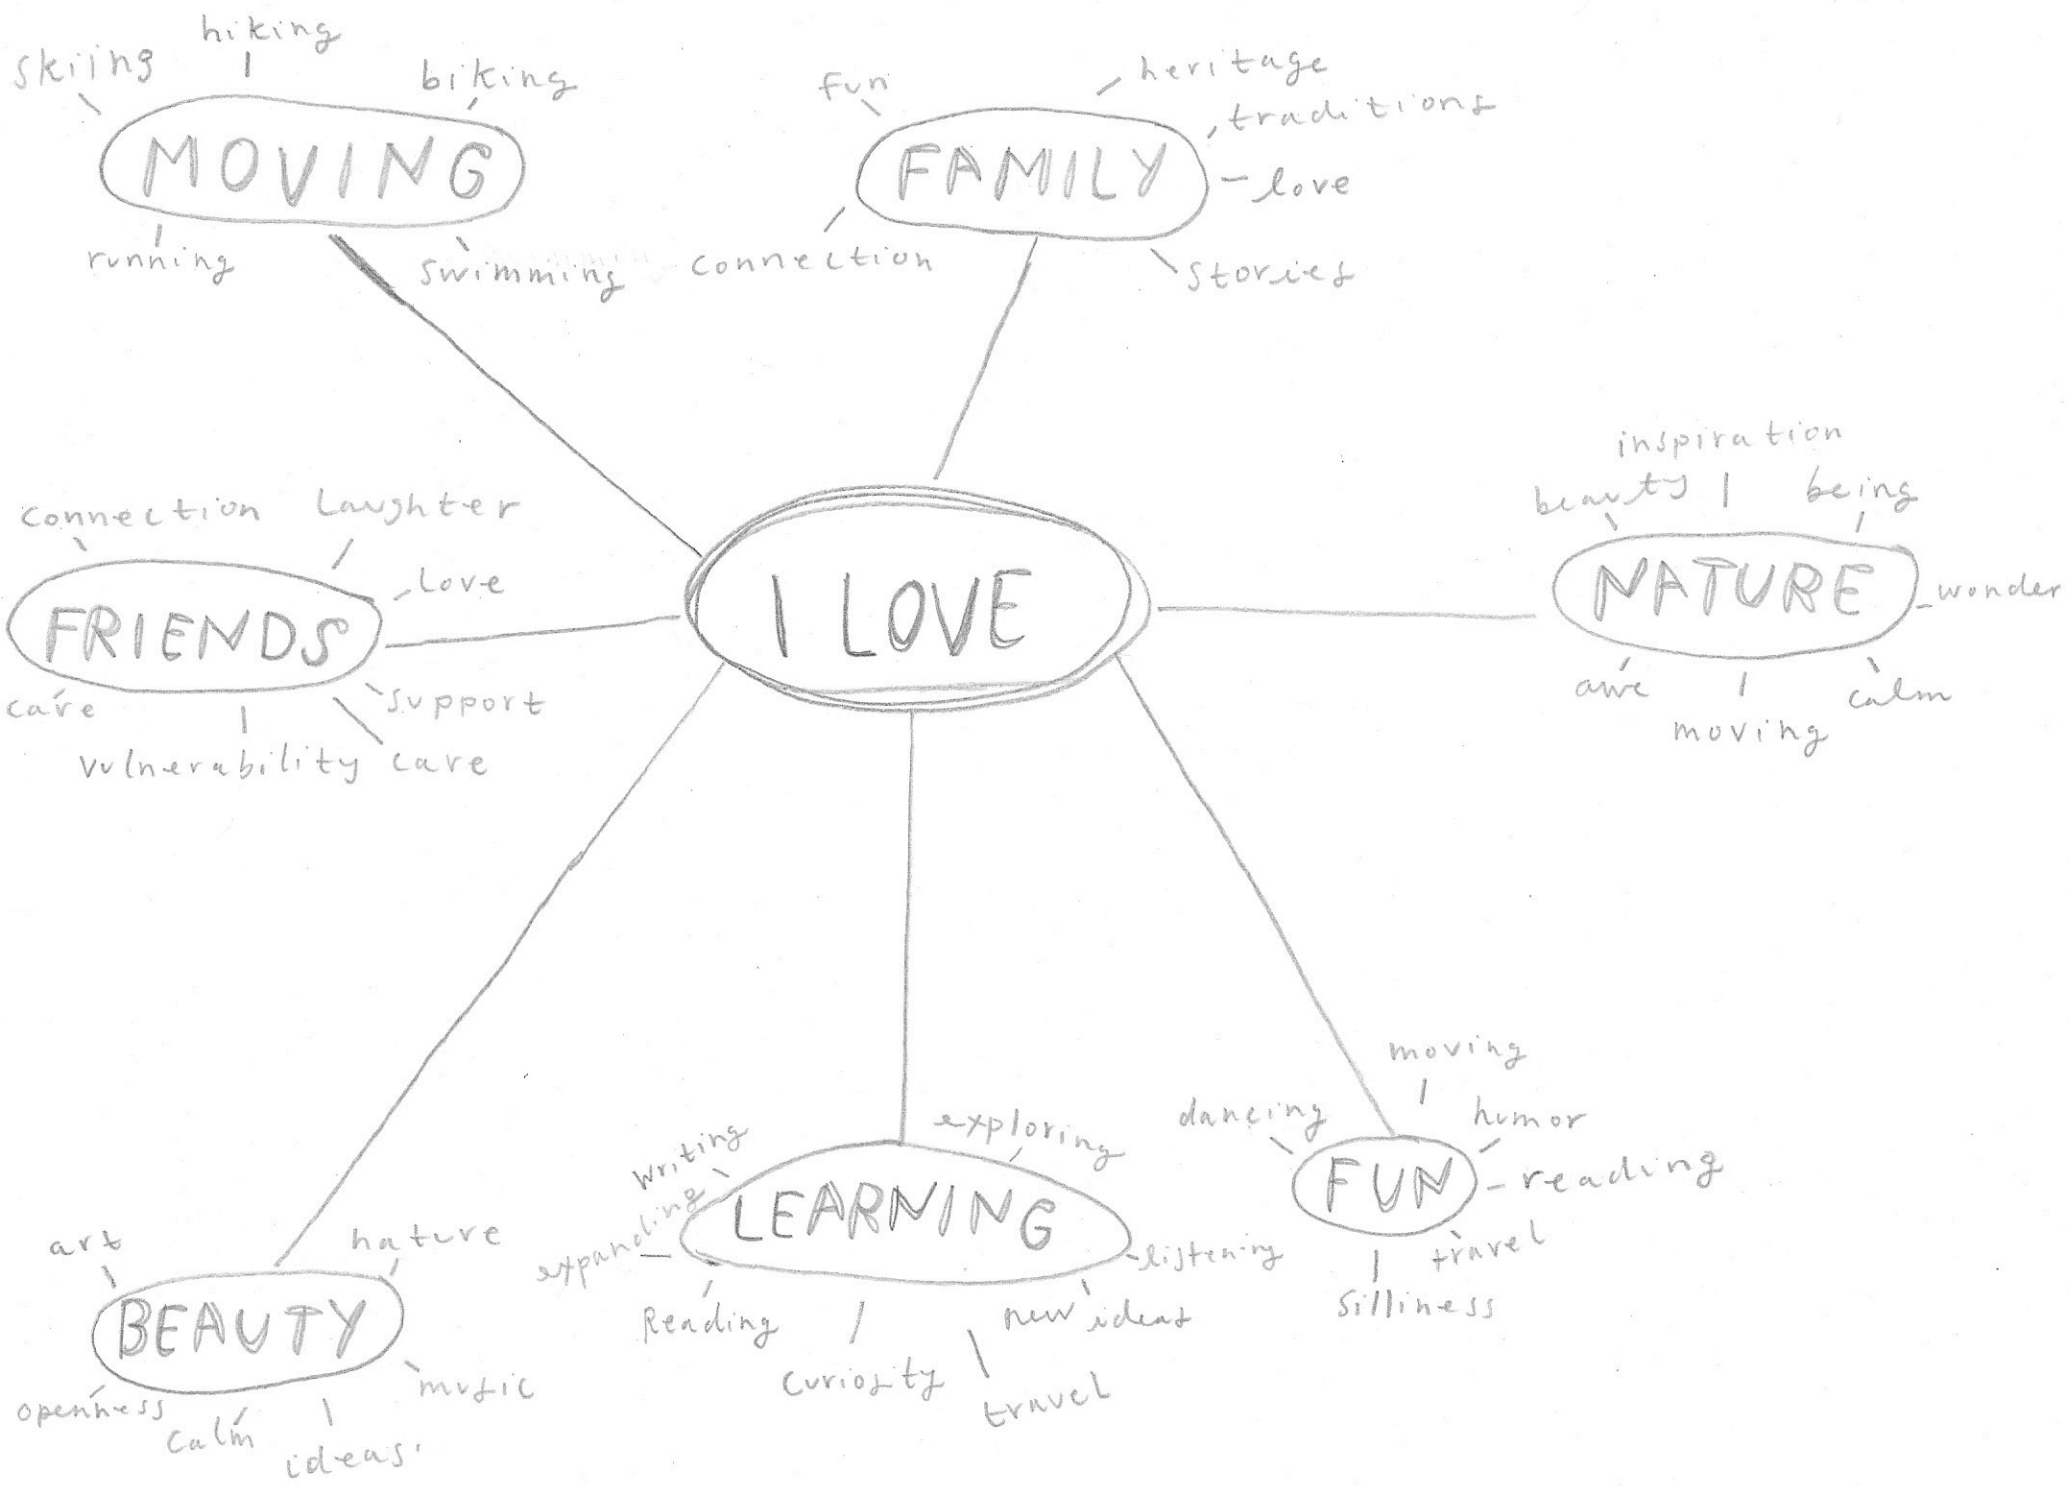 hiking
skiing
biking
MOVING
running
swimming
fun
heritage
traditions
FAMILY
love
connection
stories
inspiration
beauty
being
NATURE
wonder
awe
calm
moving
connection
Laughter
Love
FRIENDS
care
support
vulnerability
care
I LOVE
art
nature
BEAUTY
openness
music
calm
ideas
writing
exploring
expanding
LEARNING
listening
Reading
new ideas
curiosity
travel
moving
dancing
humor
FUN
reading
travel
Silliness